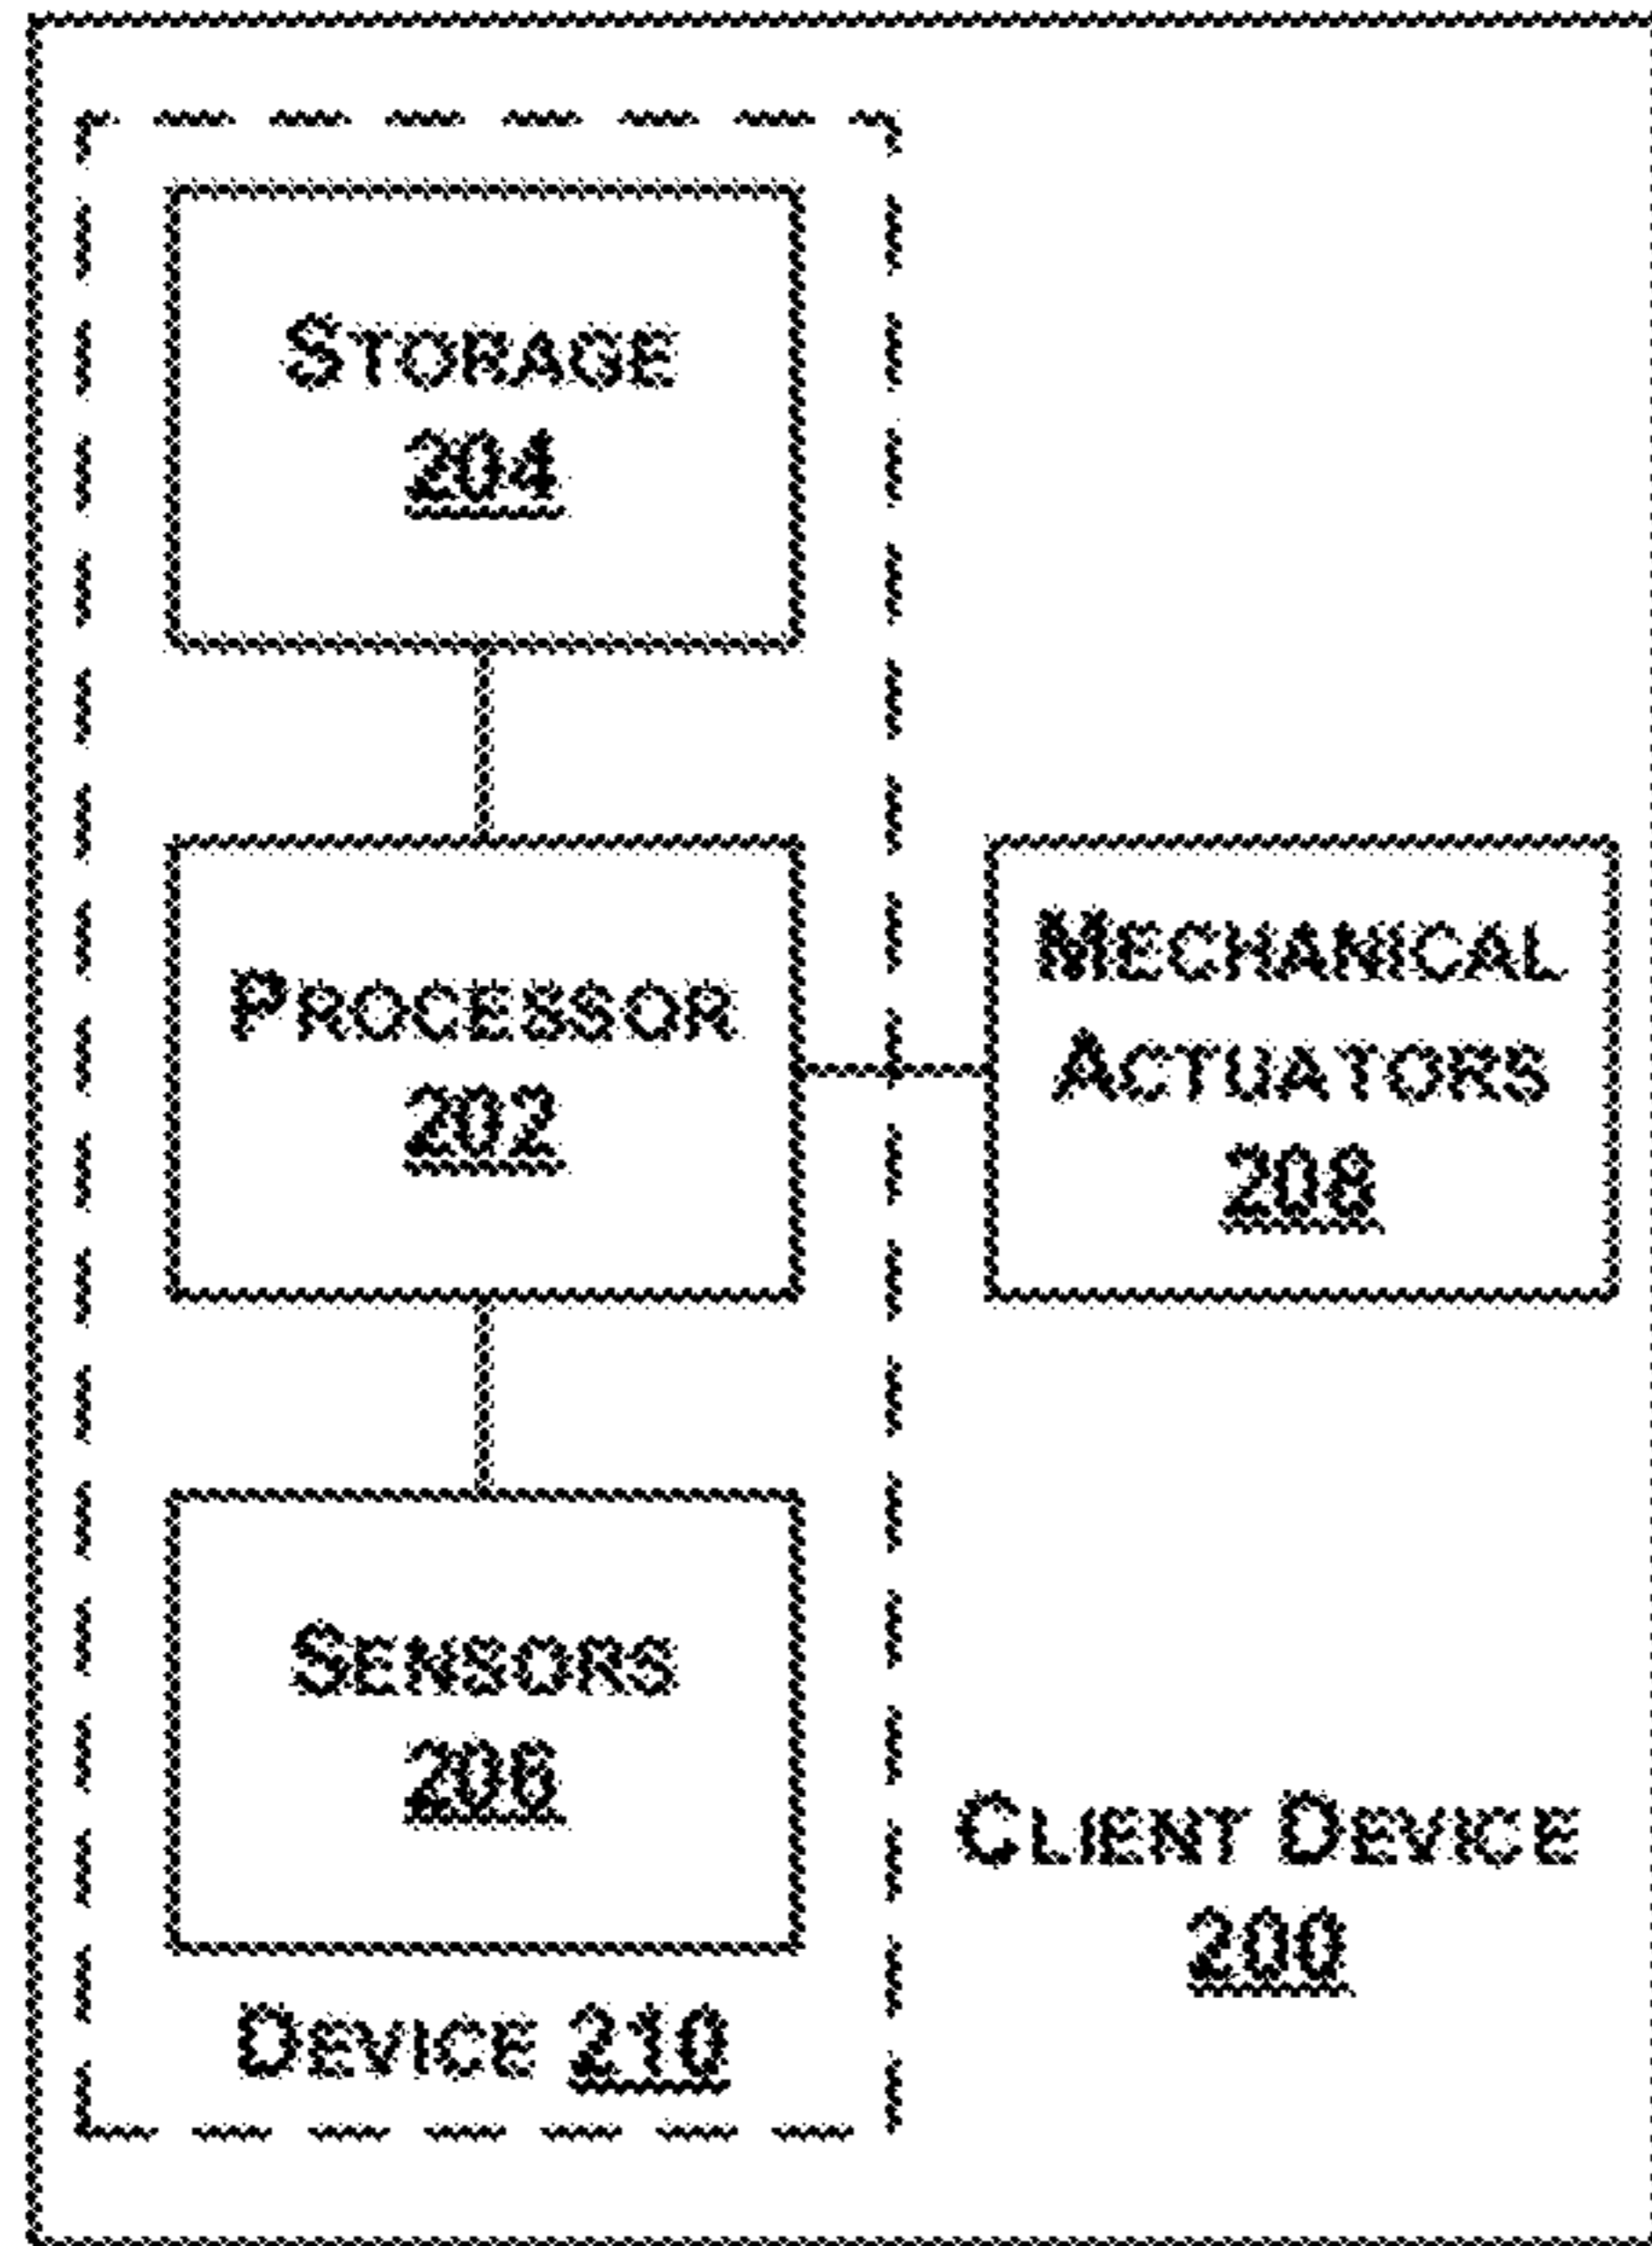 STORAGE
204
PROCESSOR
202
MECHANICAL
ACTUATORS
208
SENSORS
206
DEVICE 210
CLIENT DEVICE
200